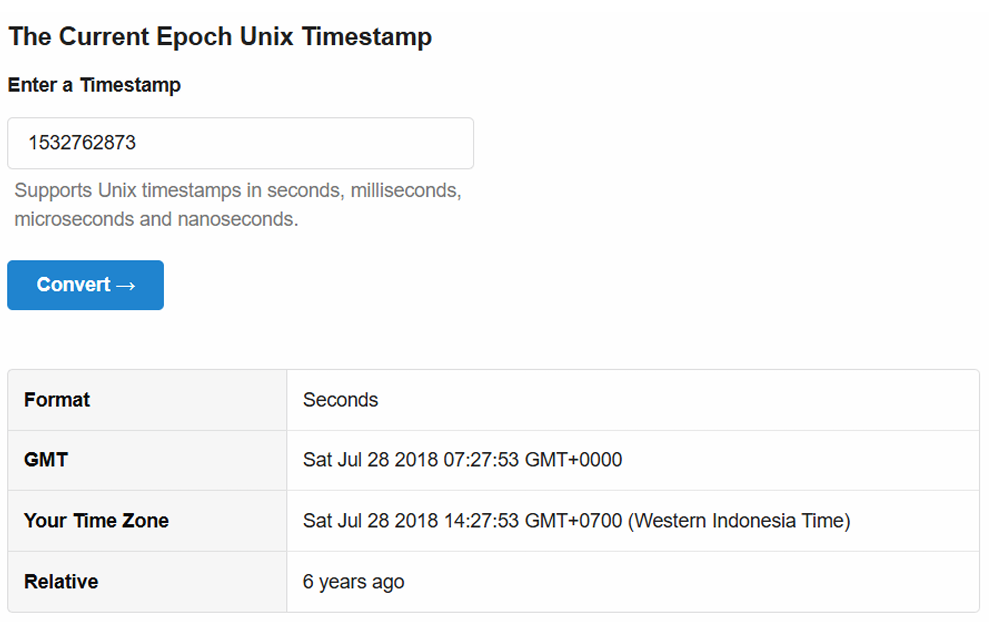 The Current Epoch Unix Timestamp
Enter a Timestamp
1532762873
Supports Unix timestamps in seconds, milliseconds,
microseconds and nanoseconds.
Convert →
Format Seconds
GMT Sat Jul 28 2018 07:27:53 GMT+0000
Your Time Zone Sat Jul 28 2018 14:27:53 GMT+0700 (Western Indonesia Time)
Relative 6 years ago